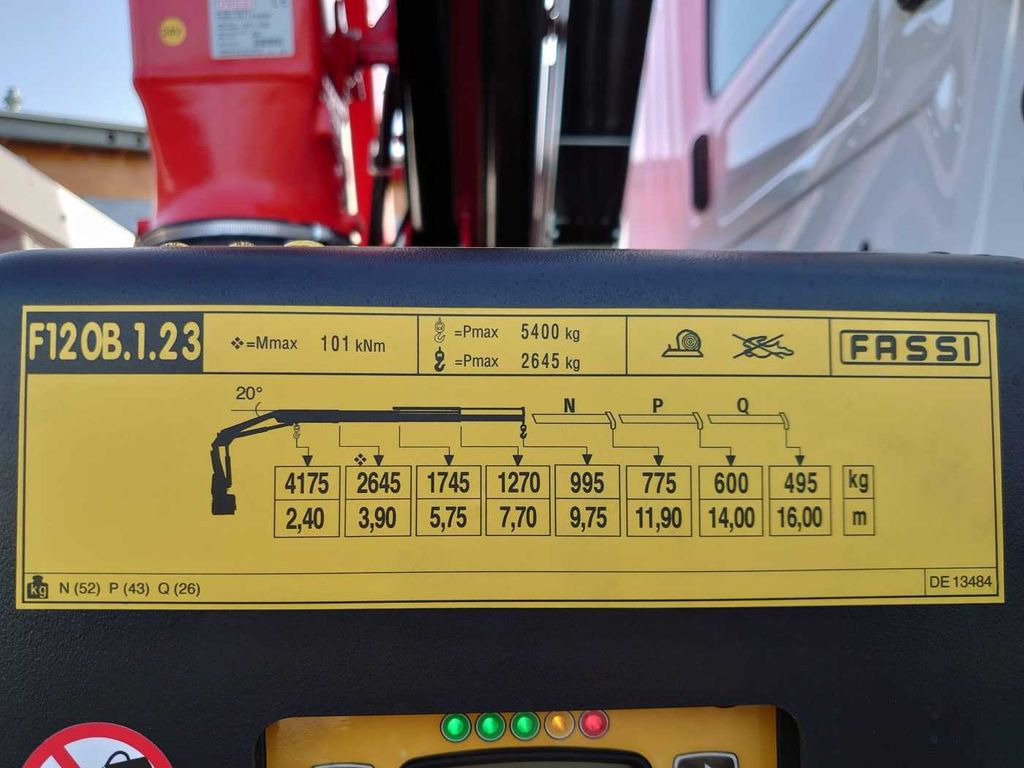 F120B.1.23
=Mmax 101 kNm
=Pmax 5400 kg
=Pmax 2645 kg
FASSI
20°
N P Q
4175 2645 1745 1270 995 775 600 495 kg
2,40 3,90 5,75 7,70 9,75 11,90 14,00 16,00 m
kg N (52) P (43) Q (26)
DE 13484